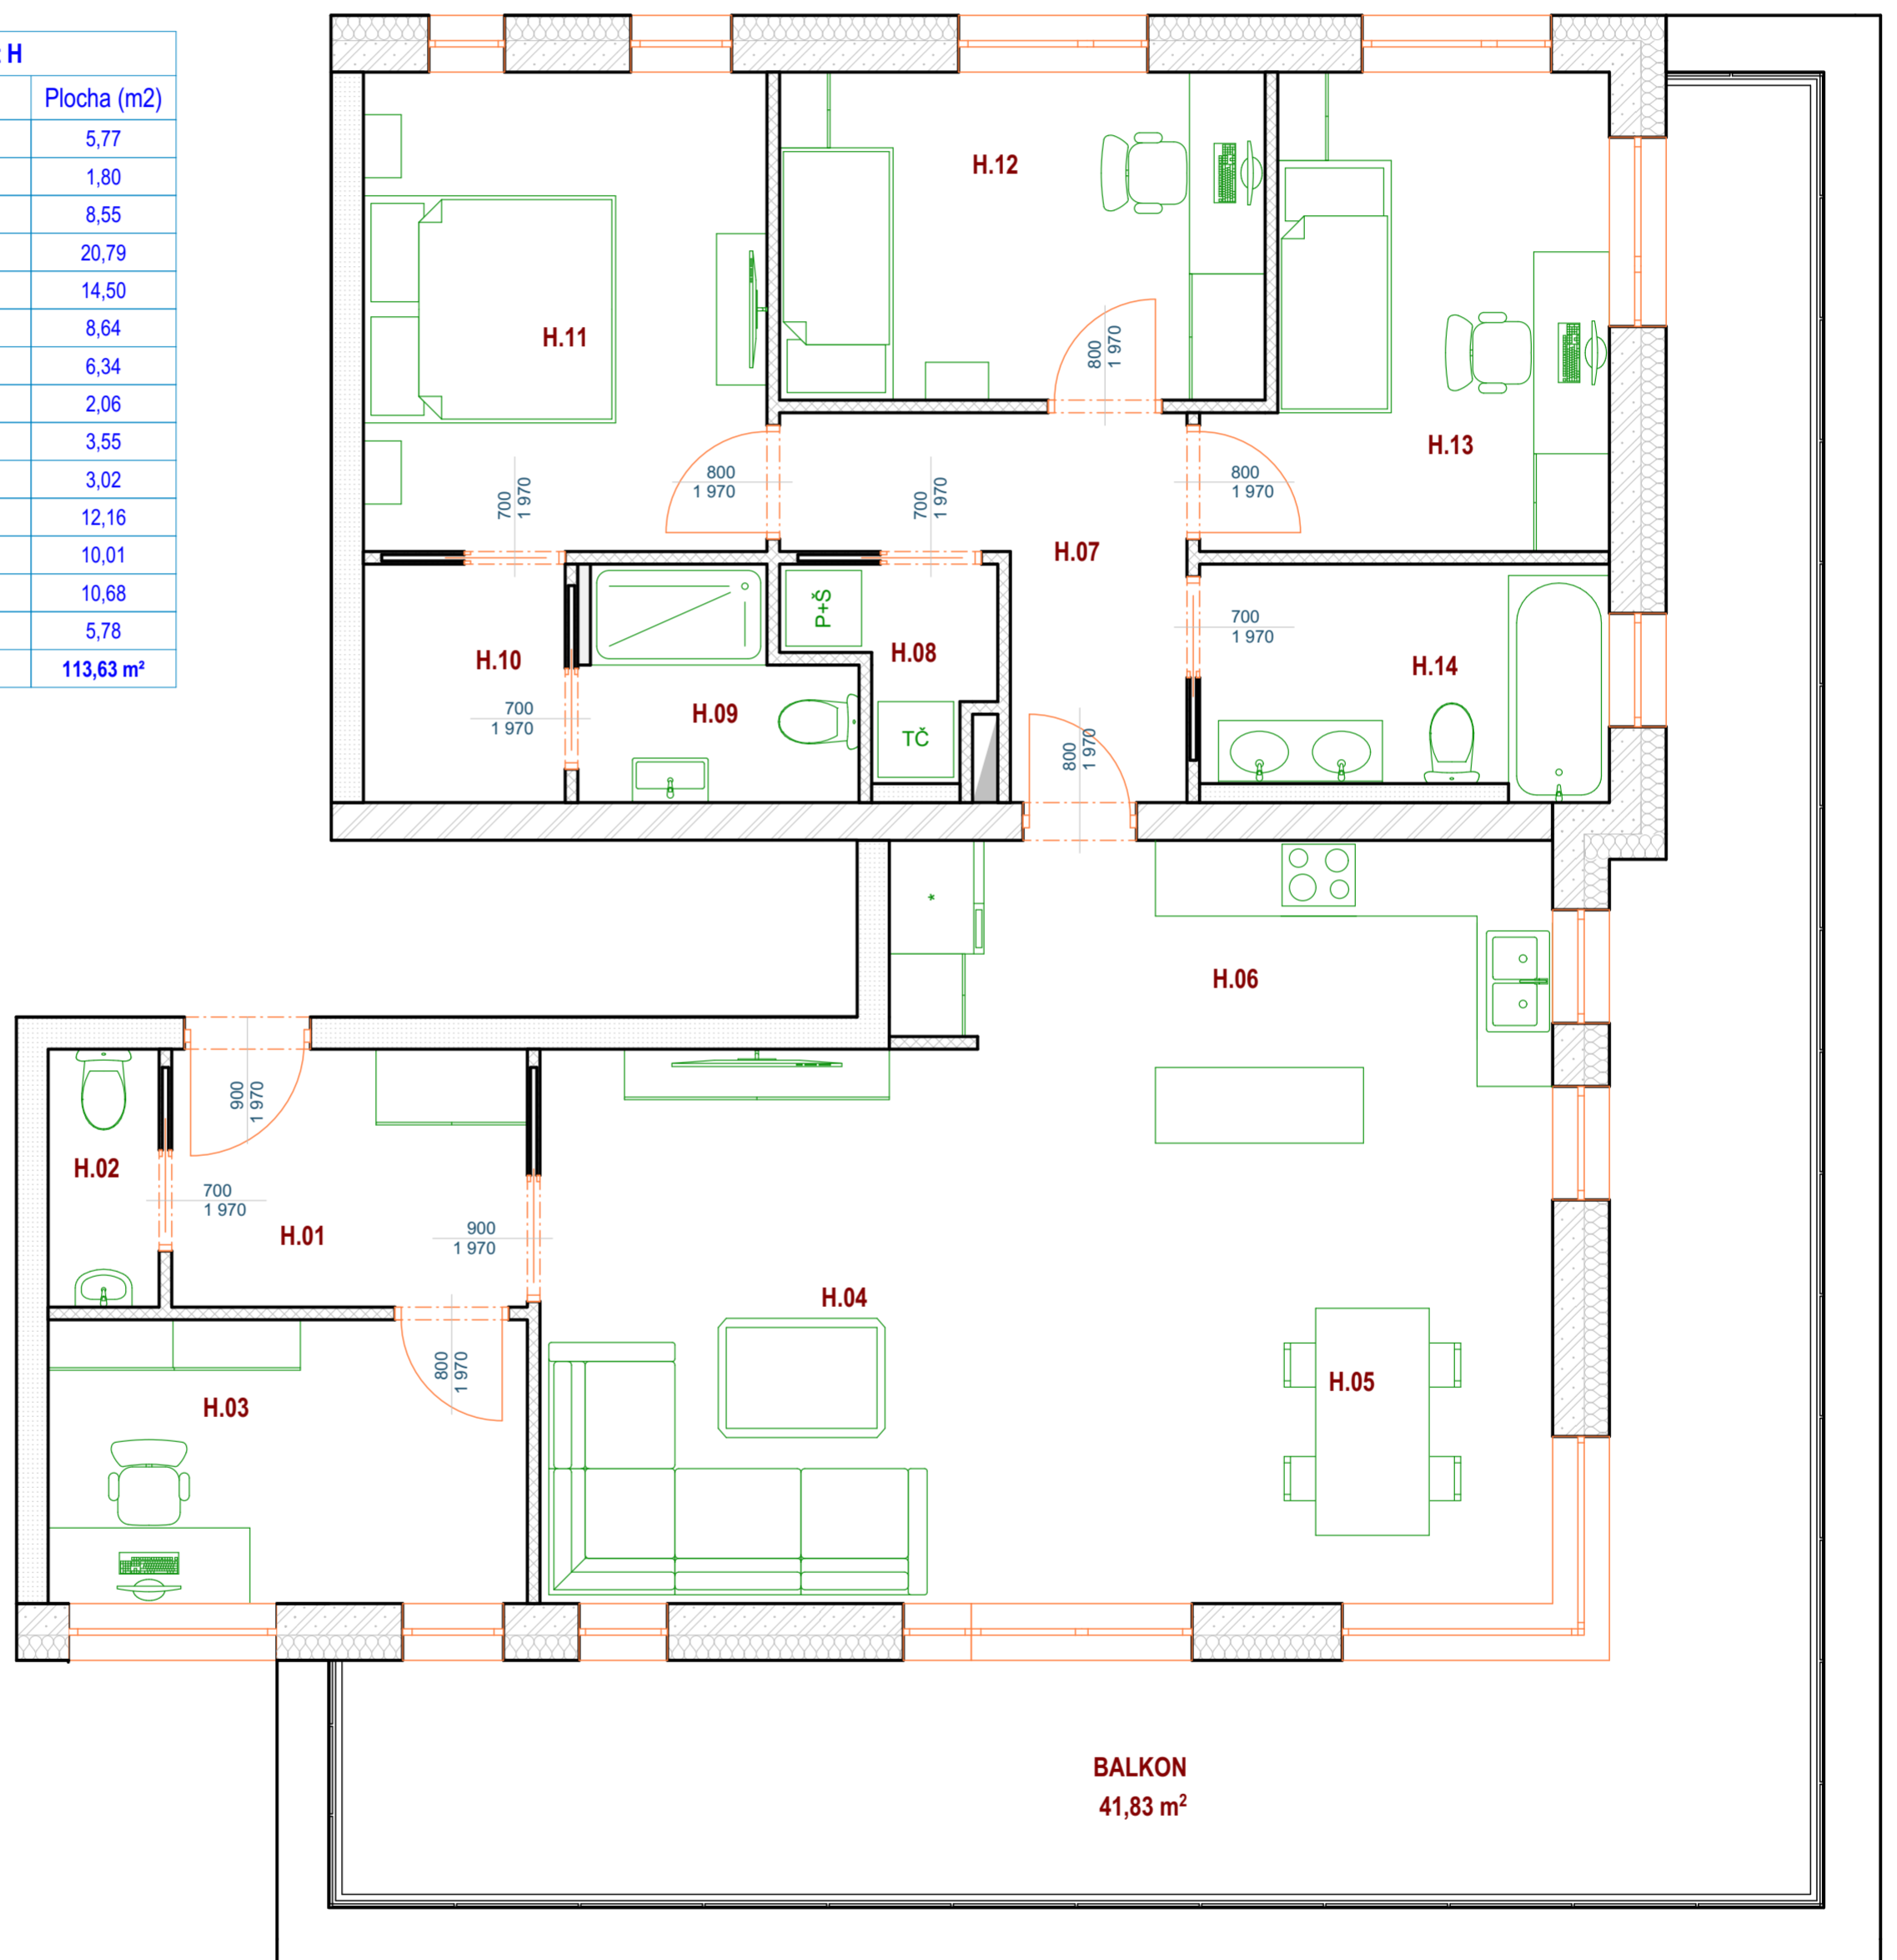 H
Plocha (m2)
5,77
1,80
8,55
20,79
14,50
8,64
6,34
2,06
3,55
3,02
12,16
10,01
10,68
5,78
113,63 m²
H.12
800
1 970
H.11
H.13
700
1 970
800
1 970
700
1 970
800
1 970
H.07
P+Š
H.08
700
1 970
H.10
H.14
700
1 970
H.09
TČ
800
1 970
*
H.06
900
1 970
H.02
700
1 970
H.01
900
1 970
H.04
800
1 970
H.05
H.03
BALKON
41,83 m²